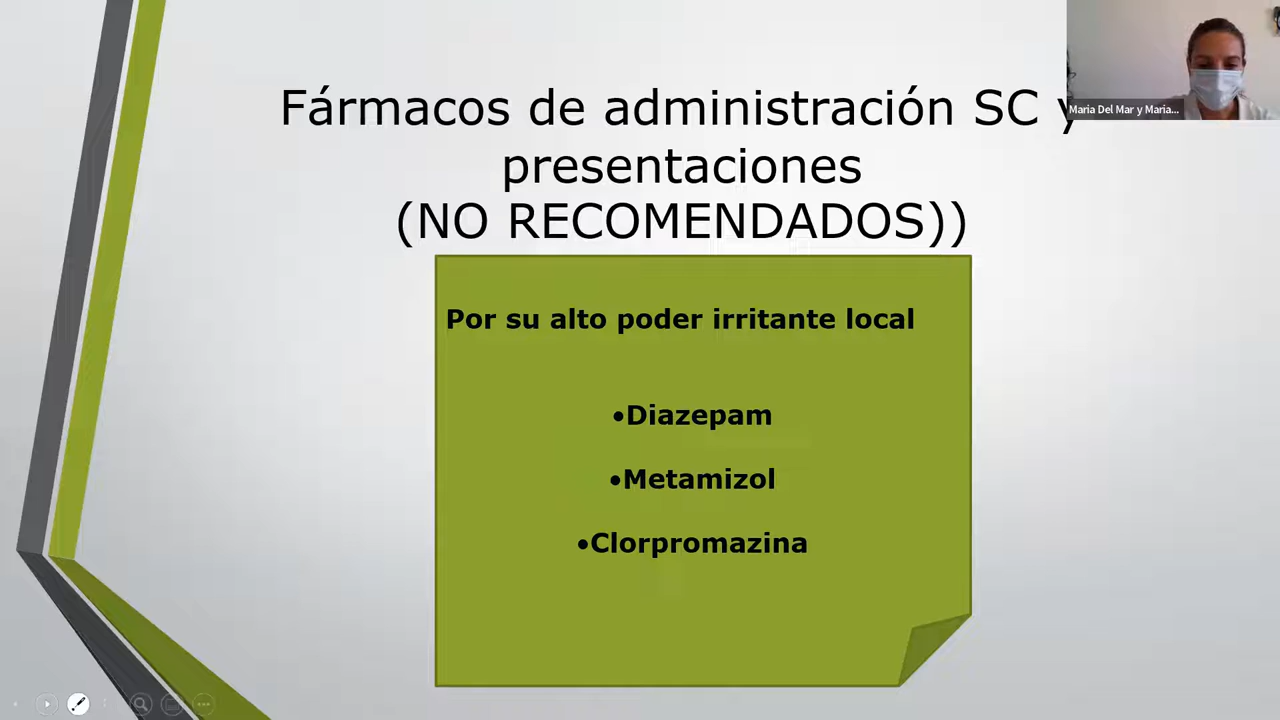 Fármacos de administración SC y
presentaciones
(NO RECOMENDADOS))
Por su alto poder irritante local
•Diazepam
•Metamizol
•Clorpromazina
Maria Del Mar y Maria...